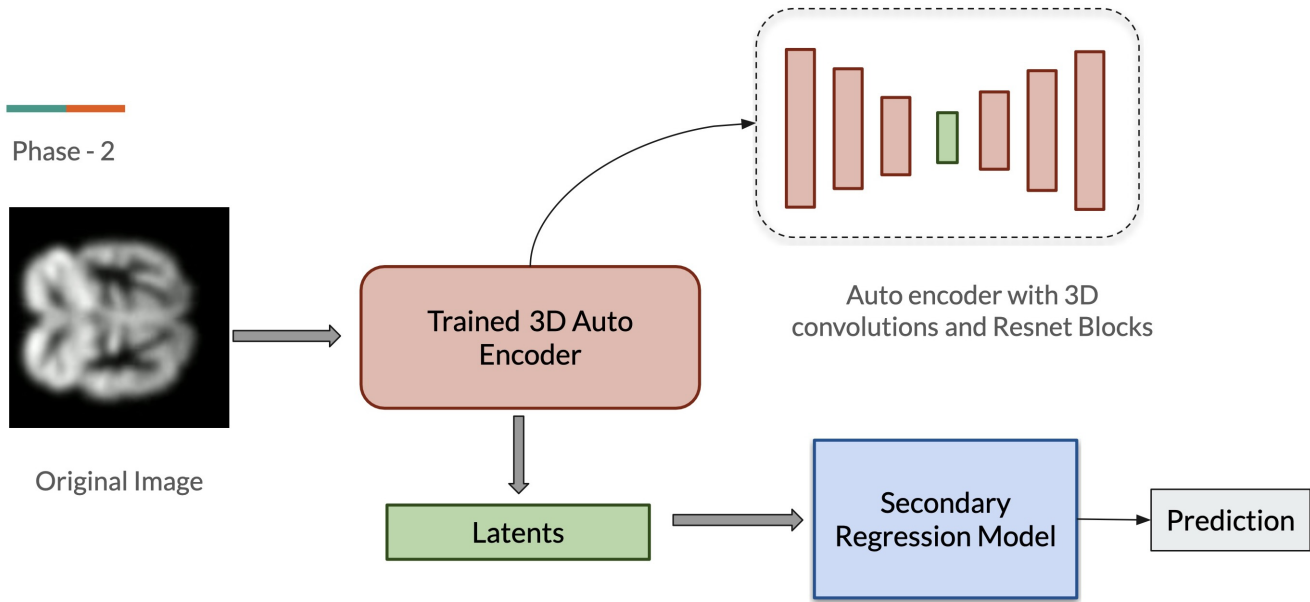 Phase - 2
Original Image
Trained 3D Auto
Encoder
Auto encoder with 3D
convolutions and Resnet Blocks
Latents
Secondary
Regression Model
Prediction